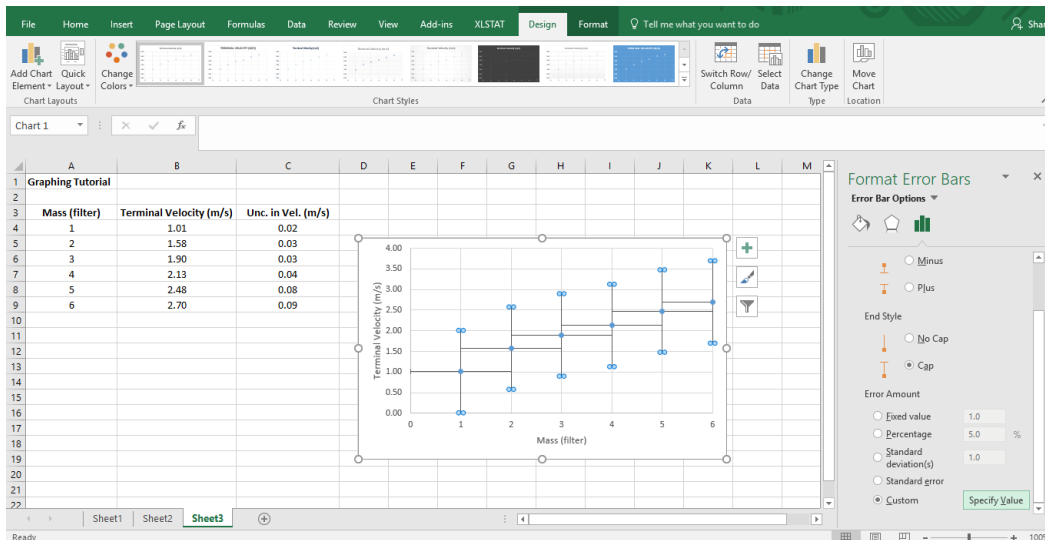 File Home Insert Page Layout Formulas Data Review View Add-ins XLSTAT Design Format Tell me what you want to do Shar
Add Chart Quick Change Switch Row/ Select Change Move
Element Layout Colors Column Data Chart Type Chart
Chart Layouts Chart Styles Data Type Location
Chart 1 fx
A B C D E F G H I J K L M
1 Graphing Tutorial
2
3 Mass (filter) Terminal Velocity (m/s) Unc. in Vel. (m/s)
4 1 1.01 0.02
5 2 1.58 0.03
6 3 1.90 0.03
7 4 2.13 0.04
8 5 2.48 0.08
9 6 2.70 0.09
10
11
12
13
14
15
16
17
18
19
20
21
22
4.00
3.50
3.00
2.50
2.00
1.50
1.00
0.50
0.00
Terminal Velocity (m/s)
0 1 2 3 4 5 6
Mass (filter)
Format Error Bars
Error Bar Options
Minus
Plus
End Style
No Cap
Cap
Error Amount
Fixed value 1.0
Percentage 5.0 %
Standard
deviation(s) 1.0
Standard error
Custom Specify Value
Sheet1 Sheet2 Sheet3
Ready 100%